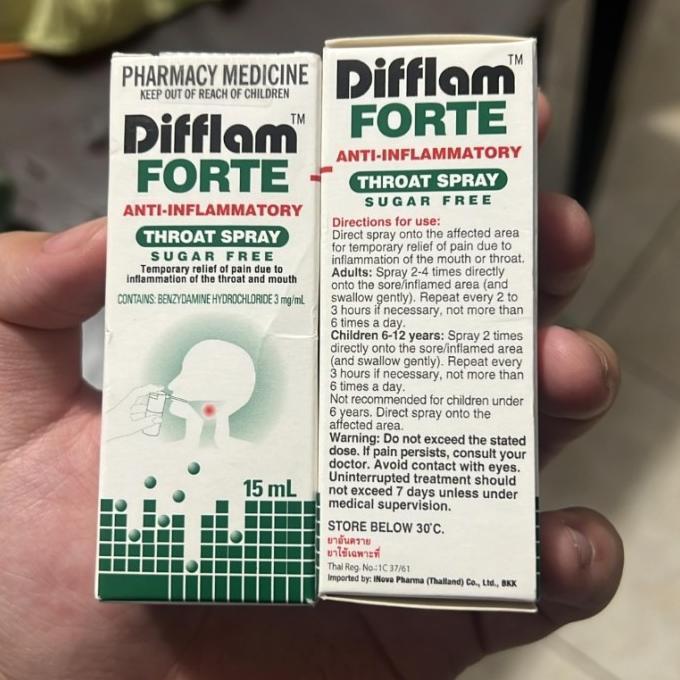 PHARMACY MEDICINE
KEEP OUT OF REACH OF CHILDREN
Difflam™
FORTE
ANTI-INFLAMMATORY
THROAT SPRAY
SUGAR FREE
Temporary relief of pain due to
inflammation of the throat and mouth
CONTAINS: BENZYDAMINE HYDROCHLORIDE 3 mg/mL
15 mL
Difflam™
FORTE
ANTI-INFLAMMATORY
THROAT SPRAY
SUGAR FREE
Directions for use:
Direct spray onto the affected area
for temporary relief of pain due to
inflammation of the mouth or throat.
Adults: Spray 2-4 times directly
onto the sore/inflamed area (and
swallow gently). Repeat every 2 to
3 hours if necessary, not more than
6 times a day.
Children 6-12 years: Spray 2 times
directly onto the sore/inflamed area
(and swallow gently). Repeat every
3 hours if necessary, not more than
6 times a day.
Not recommended for children under
6 years. Direct spray onto the
affected area.
Warning: Do not exceed the stated
dose. If pain persists, consult your
doctor. Avoid contact with eyes.
Uninterrupted treatment should
not exceed 7 days unless under
medical supervision.
STORE BELOW 30°C.
ยาอันตราย
ยาใช้เฉพาะที่
Thai Reg. No.:1C 37/61
Imported by: iNova Pharma (Thailand) Co., Ltd., BKK